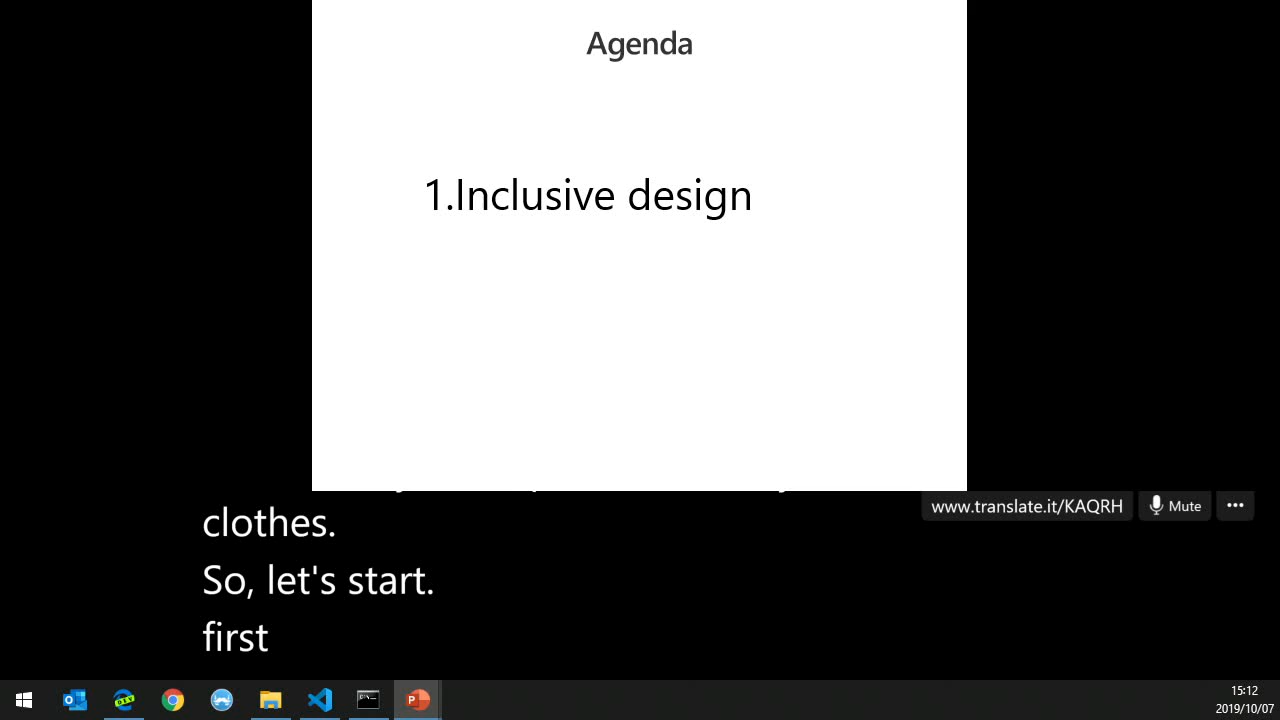 Agenda
1.Inclusive design
www.translate.it/KAQRH
Mute
clothes.
So, let's start.
first
15:12
2019/10/07